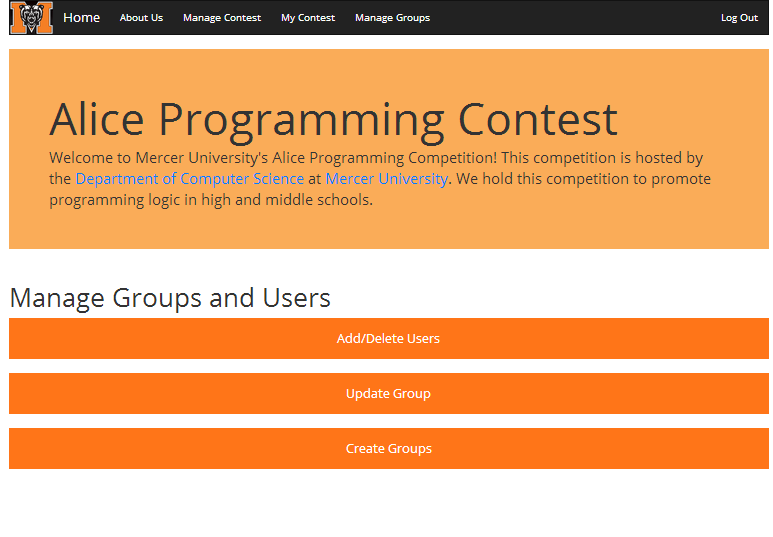 Home About Us Manage Contest My Contest Manage Groups Log Out
Alice Programming Contest
Welcome to Mercer University's Alice Programming Competition! This competition is hosted by
the Department of Computer Science at Mercer University. We hold this competition to promote
programming logic in high and middle schools.
Manage Groups and Users
Add/Delete Users
Update Group
Create Groups